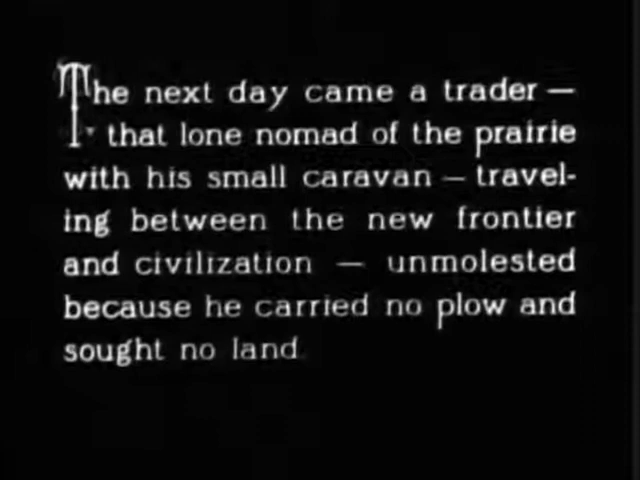 The next day came a trader —
that lone nomad of the prairie
with his small caravan — travel-
ing between the new frontier
and civilization — unmolested
because he carried no plow and
sought no land